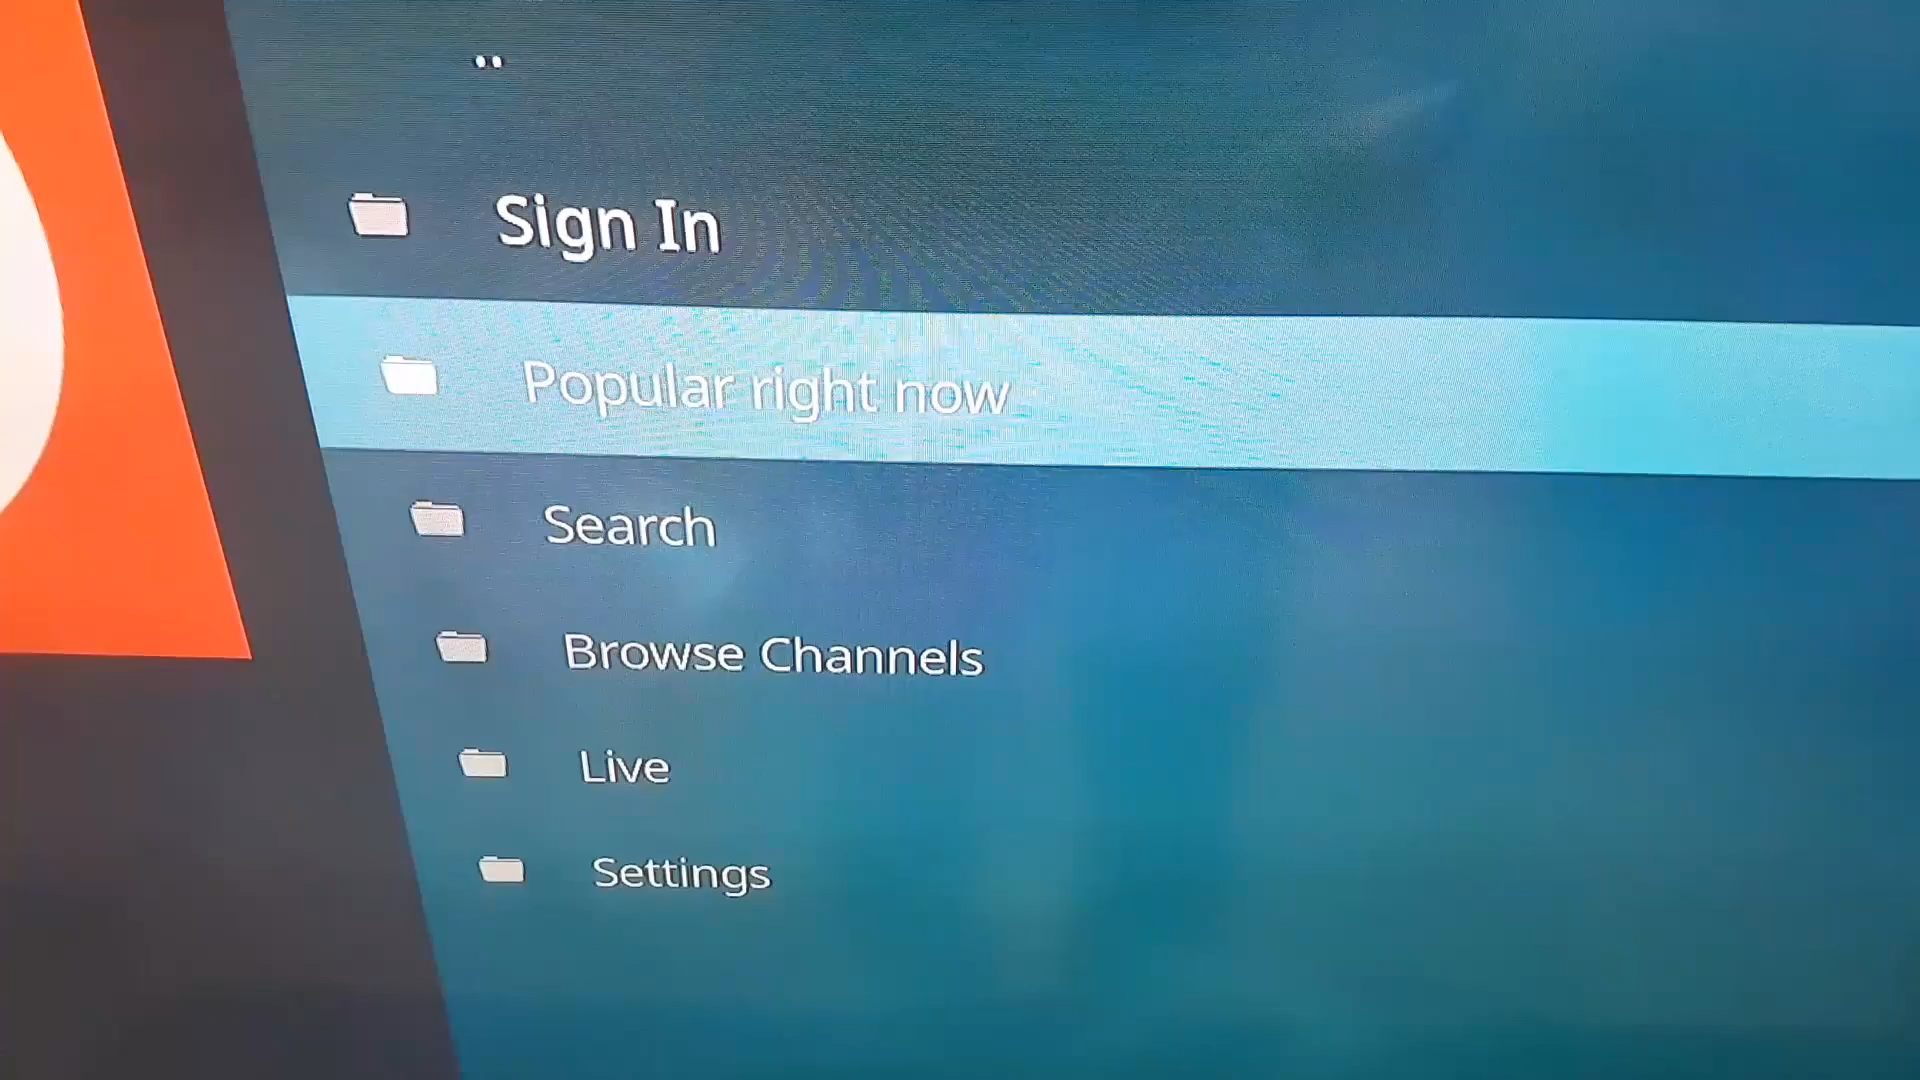 ..
Sign In
Popular right now
Search
Browse Channels
Live
Settings